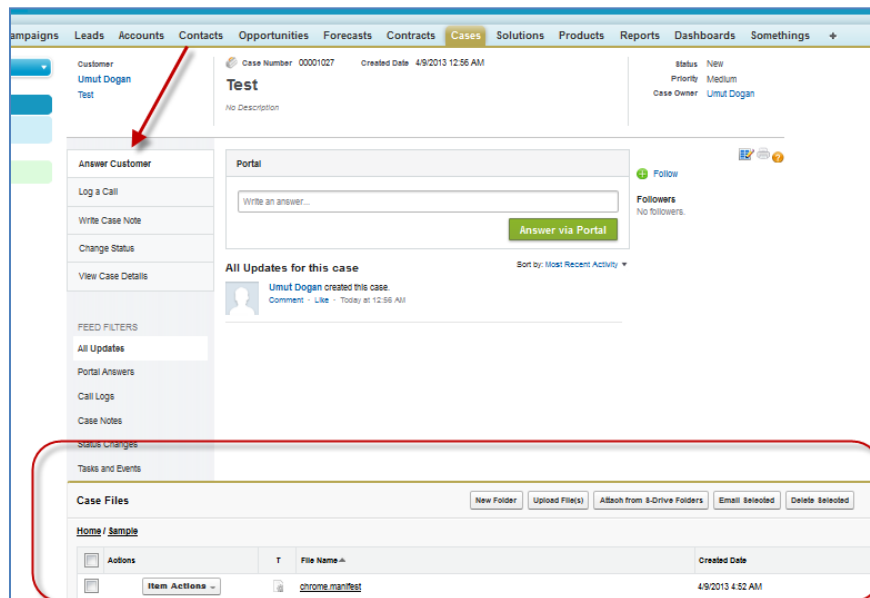 ampaigns Leads Accounts Contacts Opportunities Forecasts Contracts Cases Solutions Products Reports Dashboards Somethings +
Customer
Umut Dogan
Test
Case Number 00001027 Created Date 4/9/2013 12:56 AM
Test
No Description
Status New
Priority Medium
Case Owner Umut Dogan
Answer Customer
Log a Call
Write Case Note
Change Status
View Case Details
FEED FILTERS
All Updates
Portal Answers
Call Logs
Case Notes
Status Changes
Tasks and Events
Portal
Write an answer...
Answer via Portal
All Updates for this case
Sort by: Most Recent Activity
Umut Dogan created this case.
Comment · Like · Today at 12:56 AM
Follow
Followers
No followers.
Case Files
New Folder Upload File(s) Attach from S-Drive Folders Email Selected Delete Selected
Home / Sample
Actions T File Name Created Date
Item Actions chrome.manifest 4/9/2013 4:52 AM